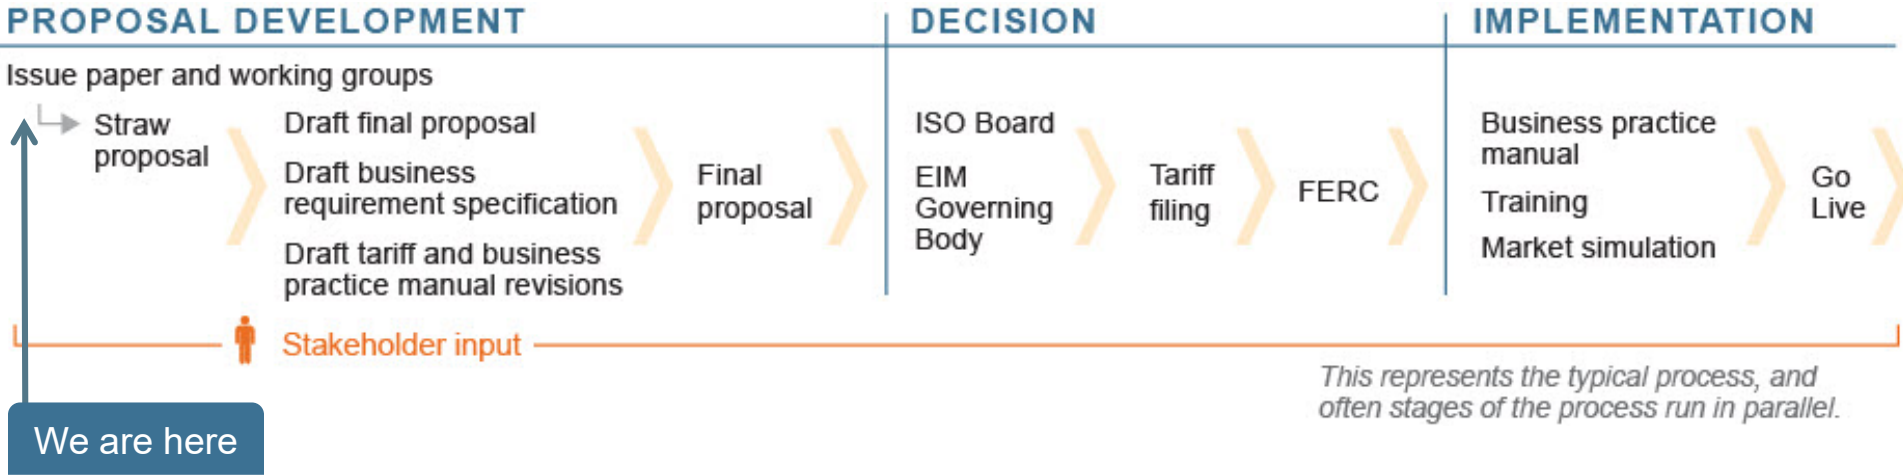 PROPOSAL DEVELOPMENT
DECISION
IMPLEMENTATION
Issue paper and working groups
Straw
proposal
Draft final proposal
Draft business
requirement specification
Draft tariff and business
practice manual revisions
Final
proposal
ISO Board
EIM
Governing
Body
Tariff
filing
FERC
Business practice
manual
Training
Market simulation
Go
Live
Stakeholder input
This represents the typical process, and
often stages of the process run in parallel.
We are here